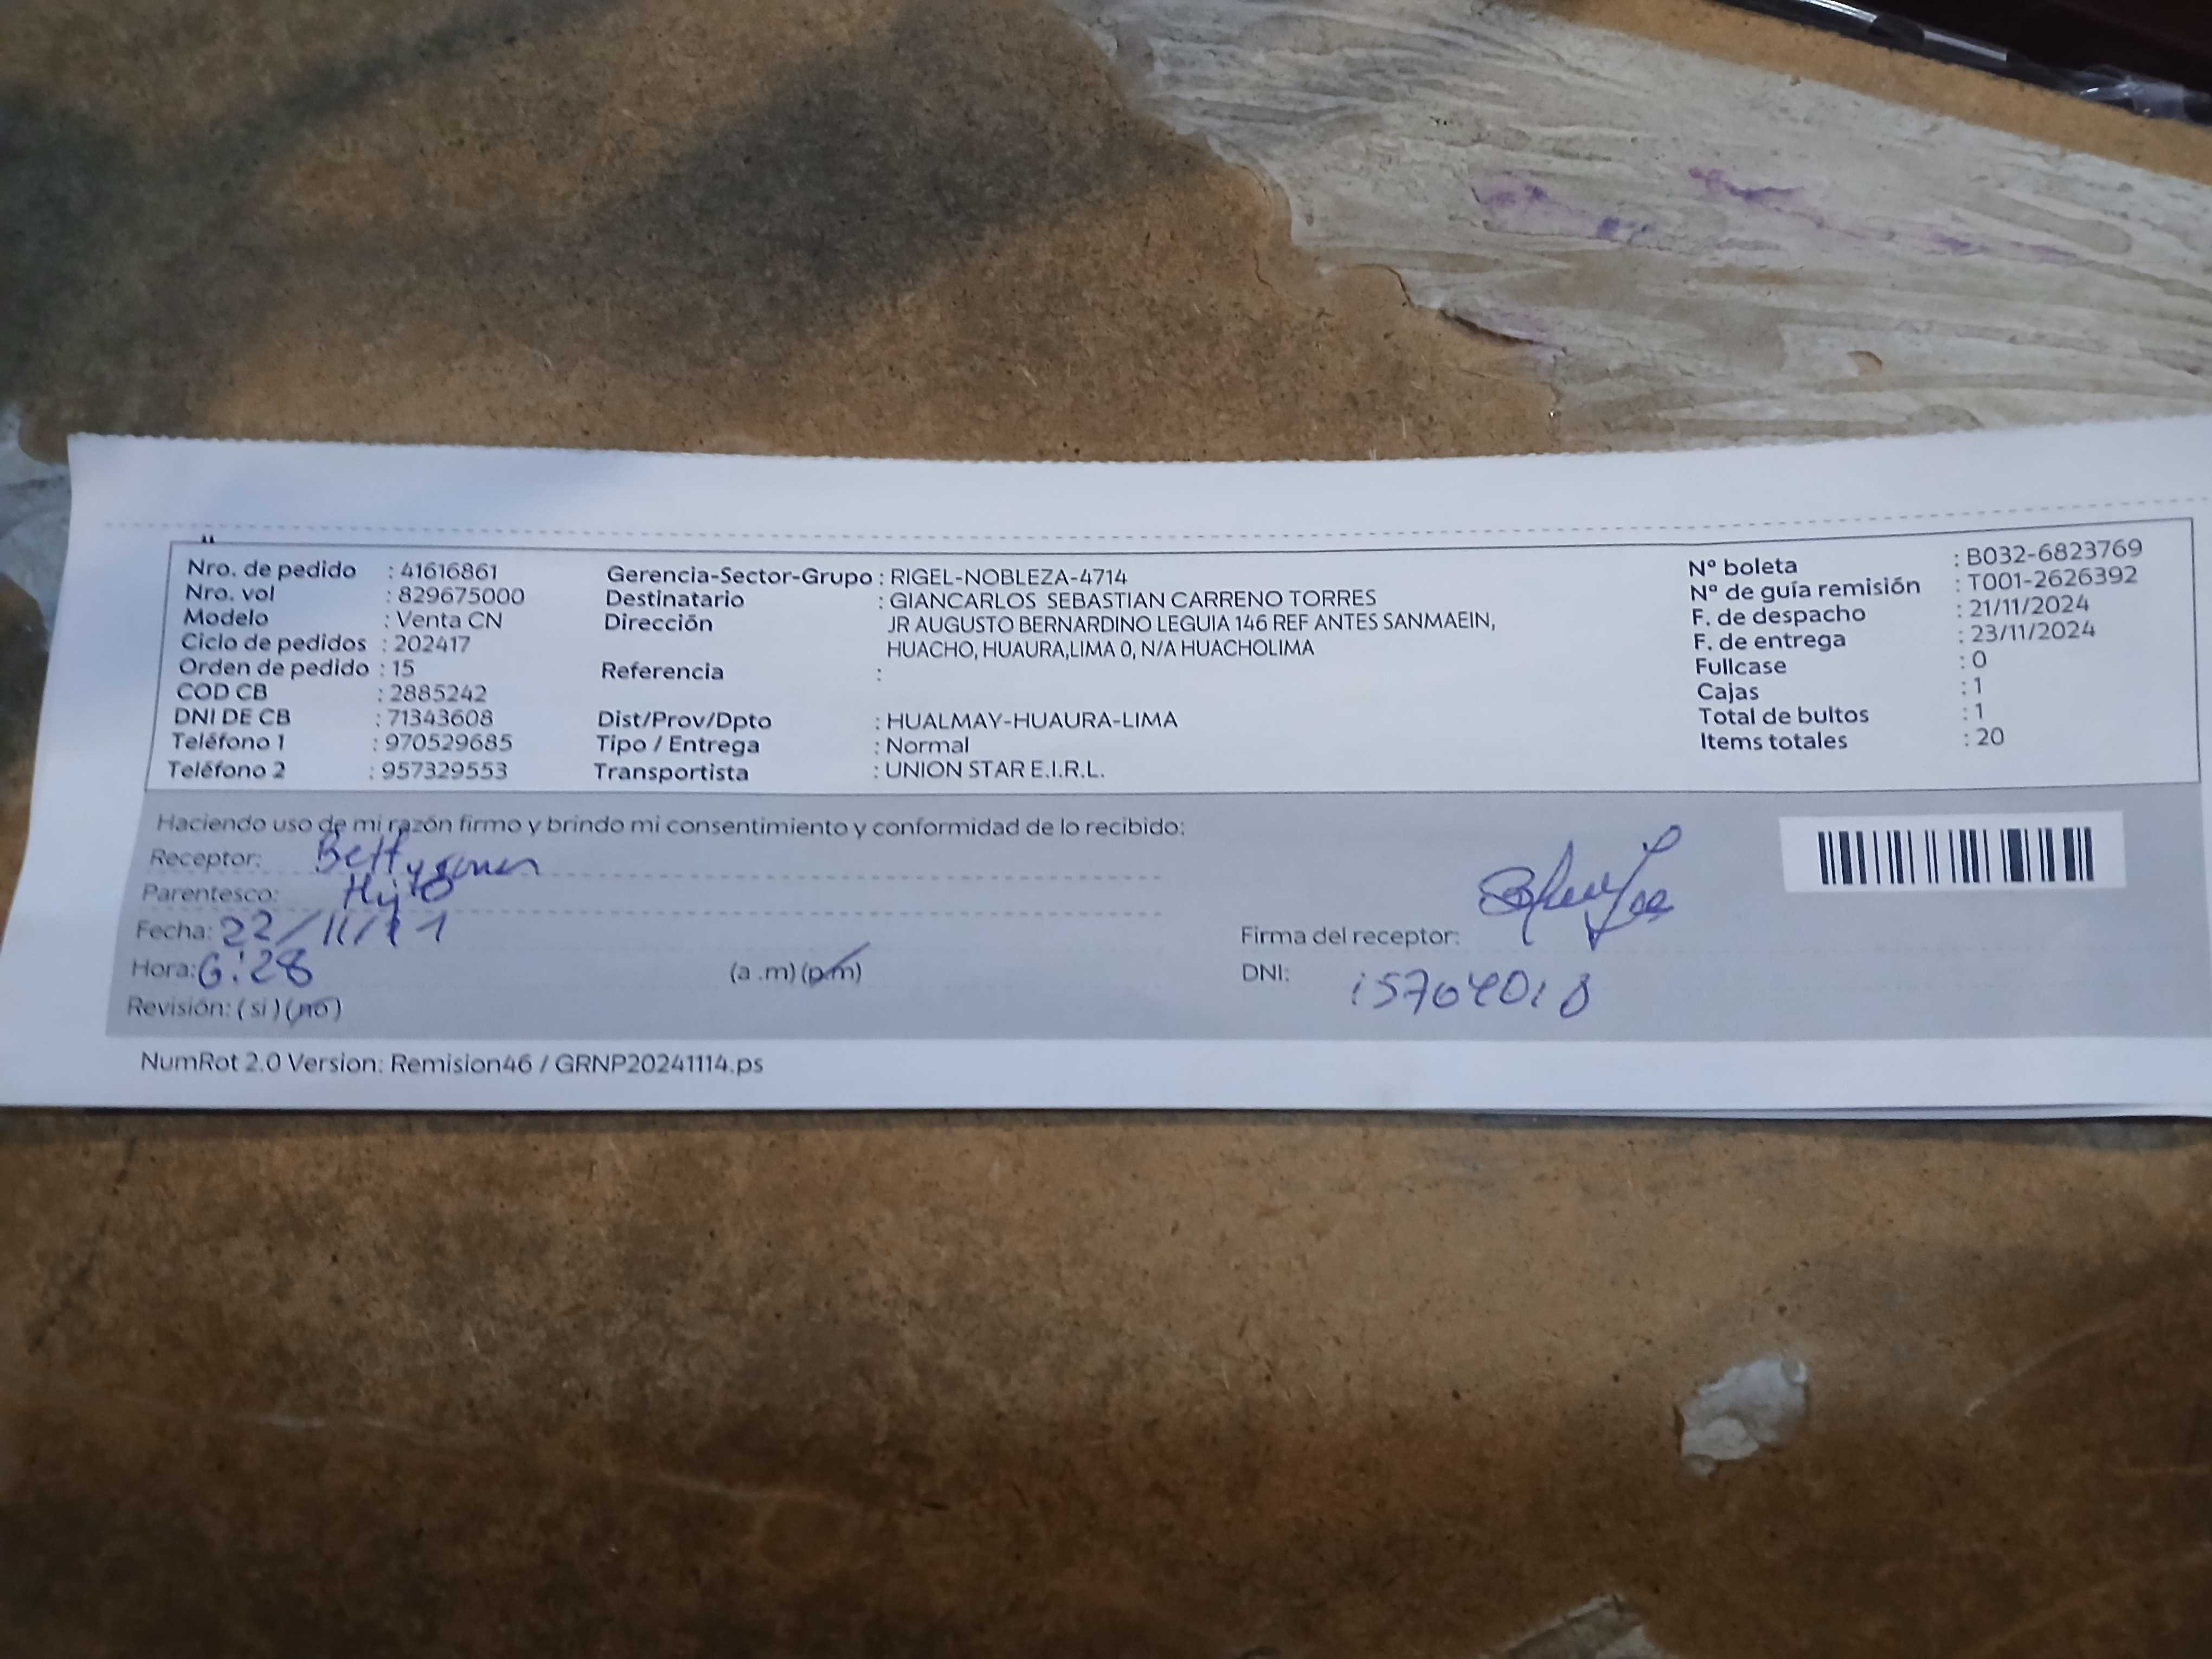 Nro. de pedido : 41616861
Nro. vol : 829675000
Modelo : Venta CN
Ciclo de pedidos : 202417
Orden de pedido : 15
COD CB : 2885242
DNI DE CB : 71343608
Teléfono 1 : 970529685
Teléfono 2 : 957329553
Gerencia-Sector-Grupo : RIGEL-NOBLEZA-4714
Destinatario : GIANCARLOS SEBASTIAN CARRENO TORRES
Dirección JR AUGUSTO BERNARDINO LEGUIA 146 REF ANTES SANMAEIN,
HUACHO, HUAURA,LIMA 0, N/A HUACHOLIMA
Referencia :
Dist/Prov/Dpto : HUALMAY-HUAURA-LIMA
Tipo / Entrega : Normal
Transportista : UNION STAR E.I.R.L.
Nº boleta : B032-6823769
Nº de guía remisión : T001-2626392
F. de despacho : 21/11/2024
F. de entrega : 23/11/2024
Fullcase : 0
Cajas : 1
Total de bultos : 1
Items totales : 20
Haciendo uso de mi razón firmo y brindo mi consentimiento y conformidad de lo recibido:
Receptor: Betty
Parentesco:
Fecha: 22/11/
Hora: 6:28 (a .m) (p.m)
Revisión: ( si ) ( no )
Firma del receptor:
DNI: 15704018
NumRot 2.0 Version: Remision46 / GRNP20241114.ps